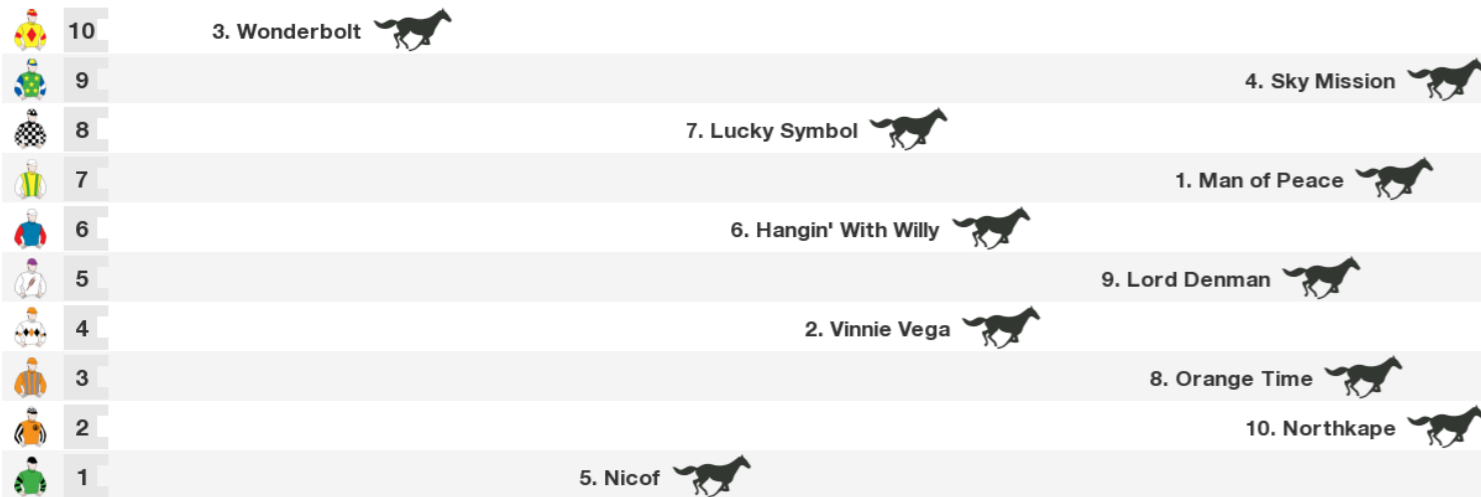 10 3. Wonderbolt
9 4. Sky Mission
8 7. Lucky Symbol
7 1. Man of Peace
6 6. Hangin' With Willy
5 9. Lord Denman
4 2. Vinnie Vega
3 8. Orange Time
2 10. Northkape
1 5. Nicof